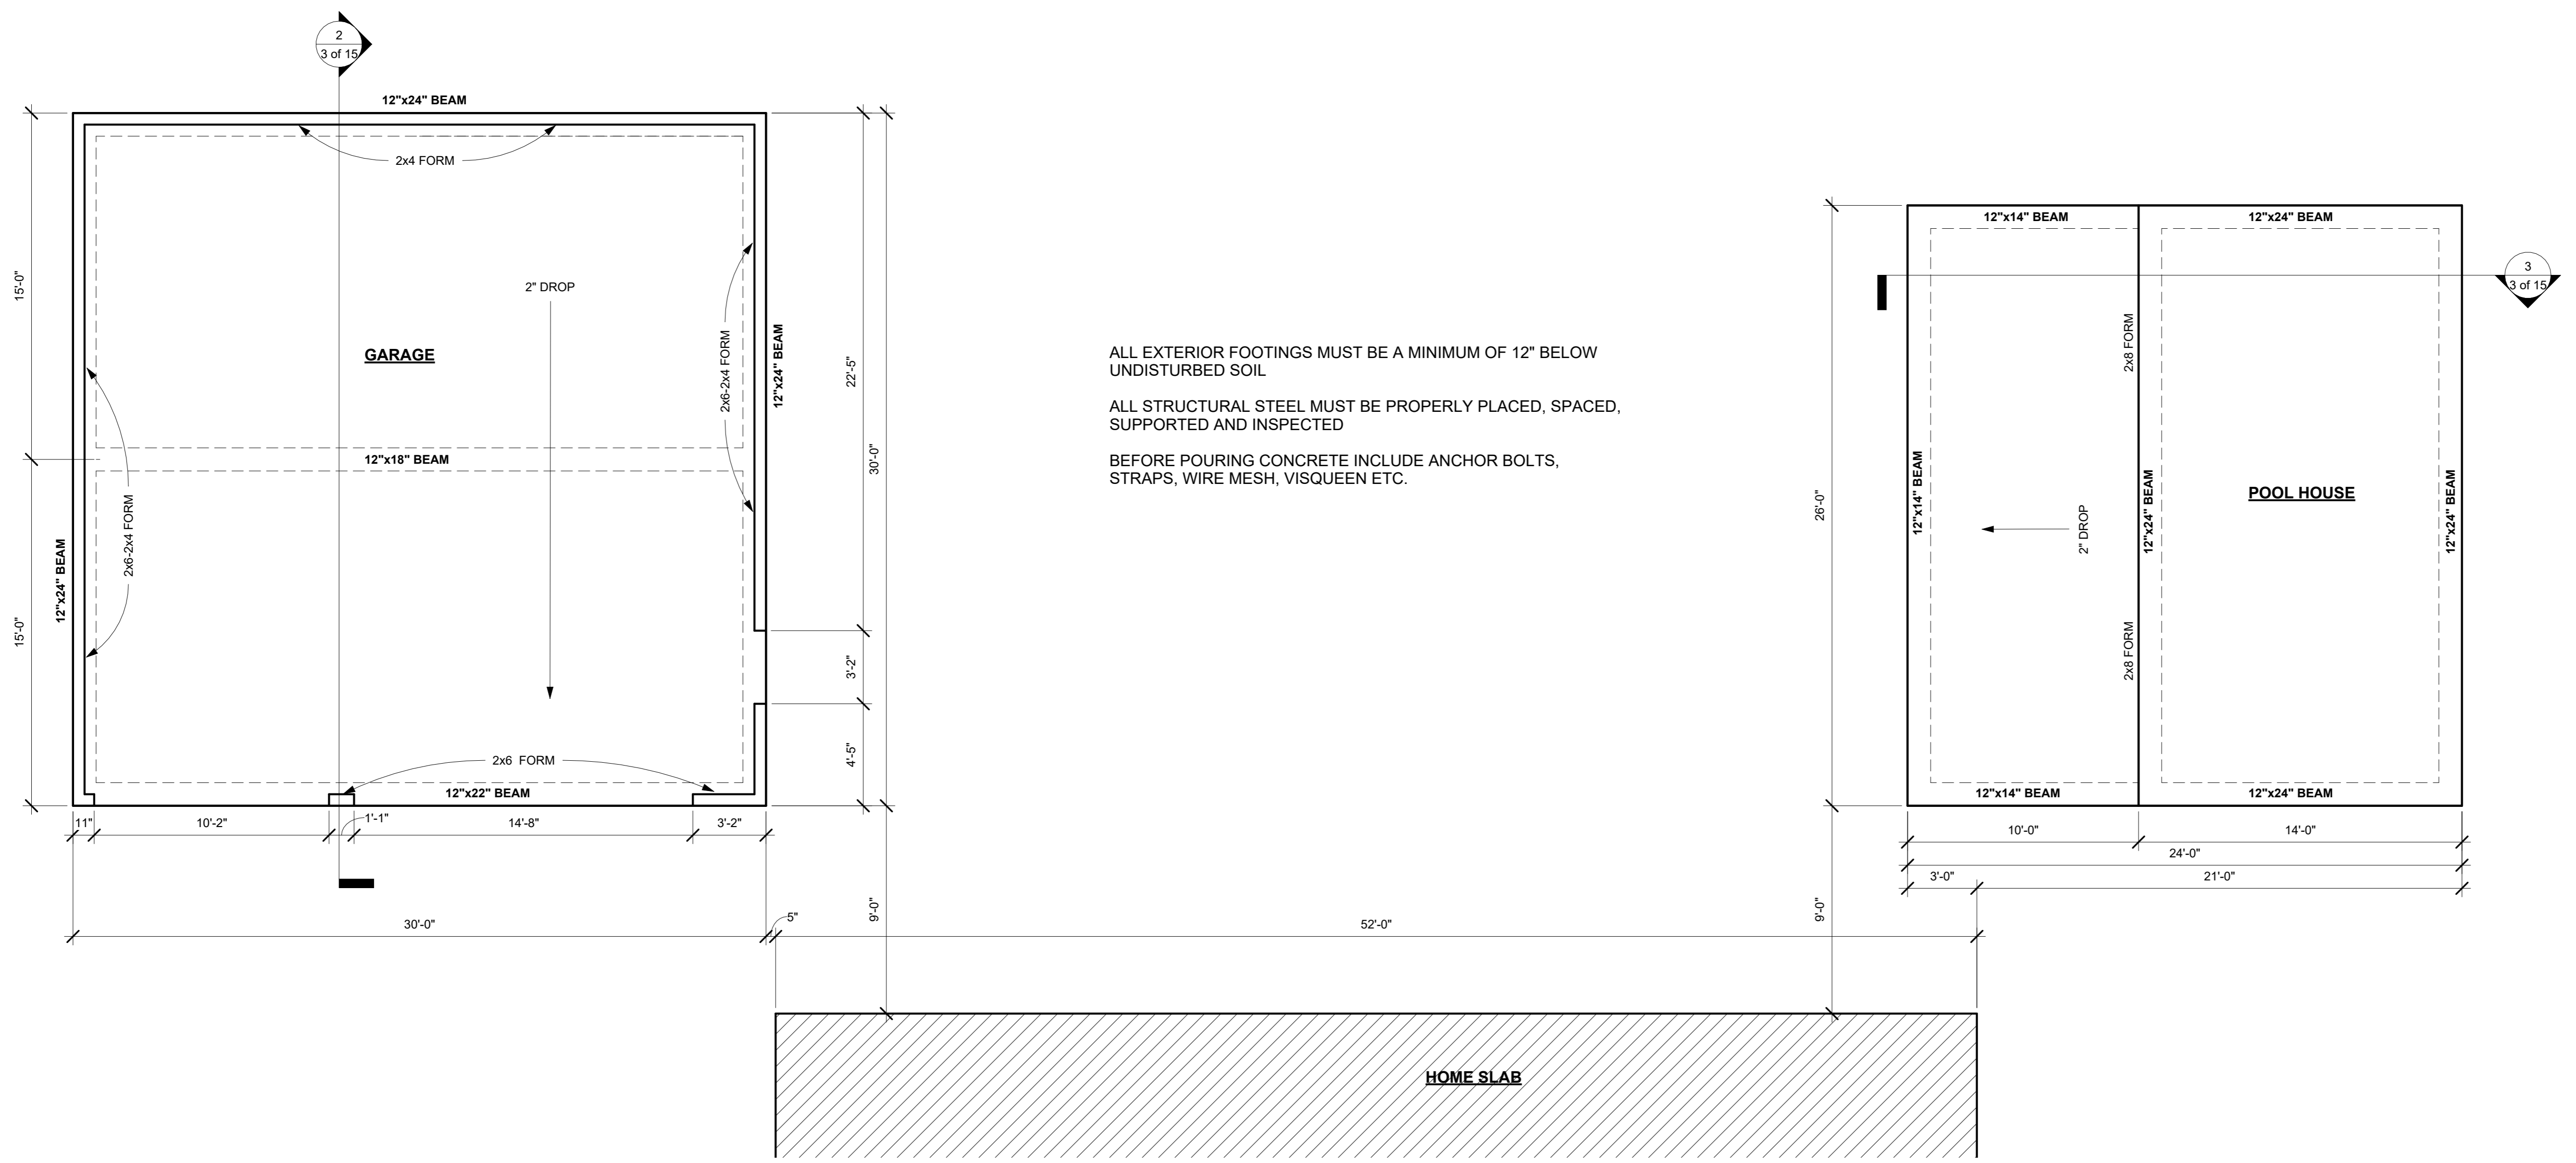 2
3 of 15
12"x24" BEAM
2x4 FORM
15'-0"
2" DROP
GARAGE
2x6-2x4 FORM
12"x24" BEAM
22'-5"
30'-0"
12"x18" BEAM
2x6-2x4 FORM
12"x24" BEAM
15'-0"
3'-2"
4'-5"
2x6 FORM
12"x22" BEAM
11"
10'-2"
1'-1"
14'-8"
3'-2"
30'-0"
5"
9'-0"
52'-0"
ALL EXTERIOR FOOTINGS MUST BE A MINIMUM OF 12" BELOW
UNDISTURBED SOIL
ALL STRUCTURAL STEEL MUST BE PROPERLY PLACED, SPACED,
SUPPORTED AND INSPECTED
BEFORE POURING CONCRETE INCLUDE ANCHOR BOLTS,
STRAPS, WIRE MESH, VISQUEEN ETC.
12"x14" BEAM
12"x24" BEAM
3
3 of 15
2x8 FORM
26'-0"
12"x14" BEAM
2" DROP
12"x24" BEAM
POOL HOUSE
12"x24" BEAM
2x8 FORM
12"x14" BEAM
12"x24" BEAM
10'-0"
14'-0"
24'-0"
3'-0"
21'-0"
9'-0"
HOME SLAB